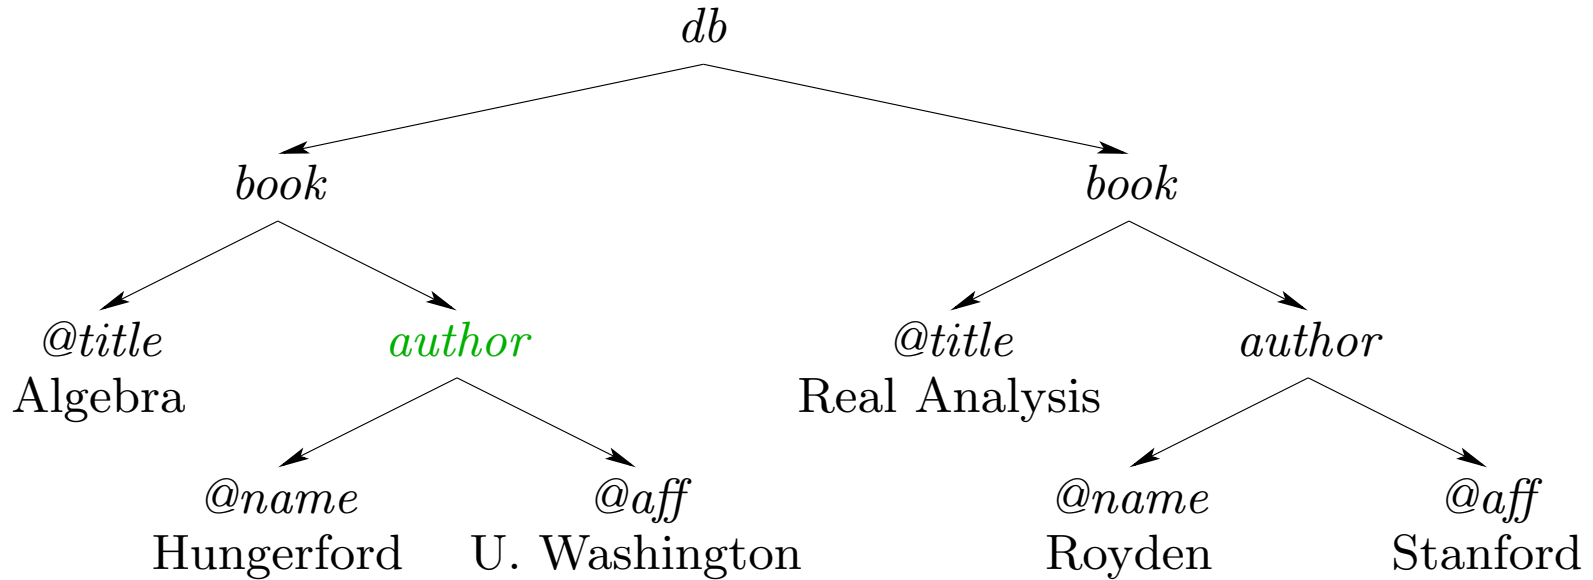 db
book book
@title author @title author
Algebra Real Analysis
@name @aff @name @aff
Hungerford U. Washington Royden Stanford